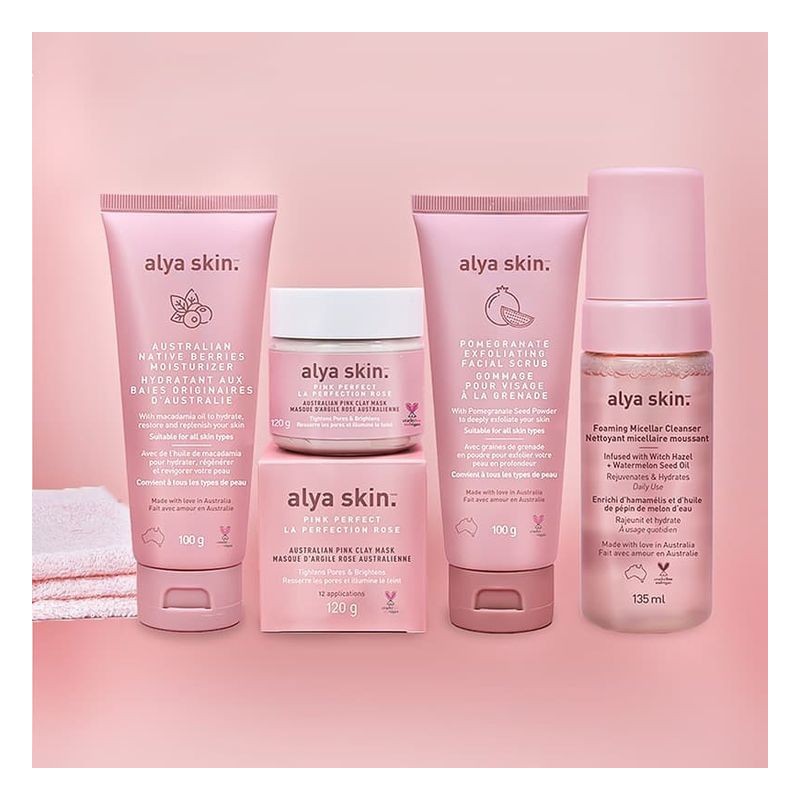 alya skin.
AUSTRALIAN
NATIVE BERRIES
MOISTURIZER
HYDRATANT AUX
BAIES ORIGINAIRES
D'AUSTRALIE
With macadamia oil to hydrate,
restore and replenish your skin
Suitable for all skin types
Avec de l'huile de macadamia
pour hydrater, régénérer
et revigorer votre peau
Convient à tous les types de peau
Made with love in Australia
Fait avec amour en Australie
100 g
alya skin.
PINK PERFECT
LA PERFECTION ROSE
AUSTRALIAN PINK CLAY MASK
MASQUE D'ARGILE ROSE AUSTRALIENNE
Tightens Pores & Brightens
Resserre les pores et illumine le teint
120 g
alya skin.
PINK PERFECT
LA PERFECTION ROSE
AUSTRALIAN PINK CLAY MASK
MASQUE D'ARGILE ROSE AUSTRALIENNE
Tightens Pores & Brightens
Resserre les pores et illumine le teint
12 applications
120 g
alya skin.
POMEGRANATE
EXFOLIATING
FACIAL SCRUB
GOMMAGE
POUR VISAGE
À LA GRENADE
With Pomegranate Seed Powder
to deeply exfoliate your skin
Suitable for all skin types
Avec graines de grenade
en poudre pour exfolier votre
peau en profondeur
Convient à tous les types de peau
Made with love in Australia
Fait avec amour en Australie
100 g
alya skin.
Foaming Micellar Cleanser
Nettoyant micellaire moussant
Infused with Witch Hazel
+ Watermelon Seed Oil
Rejuvenates & Hydrates
Daily Use
Enrichi d'hamamélis et d'huile
de pépin de melon d'eau
Rajeunit et hydrate
À usage quotidien
Made with love in Australia
Fait avec amour en Australie
135 ml